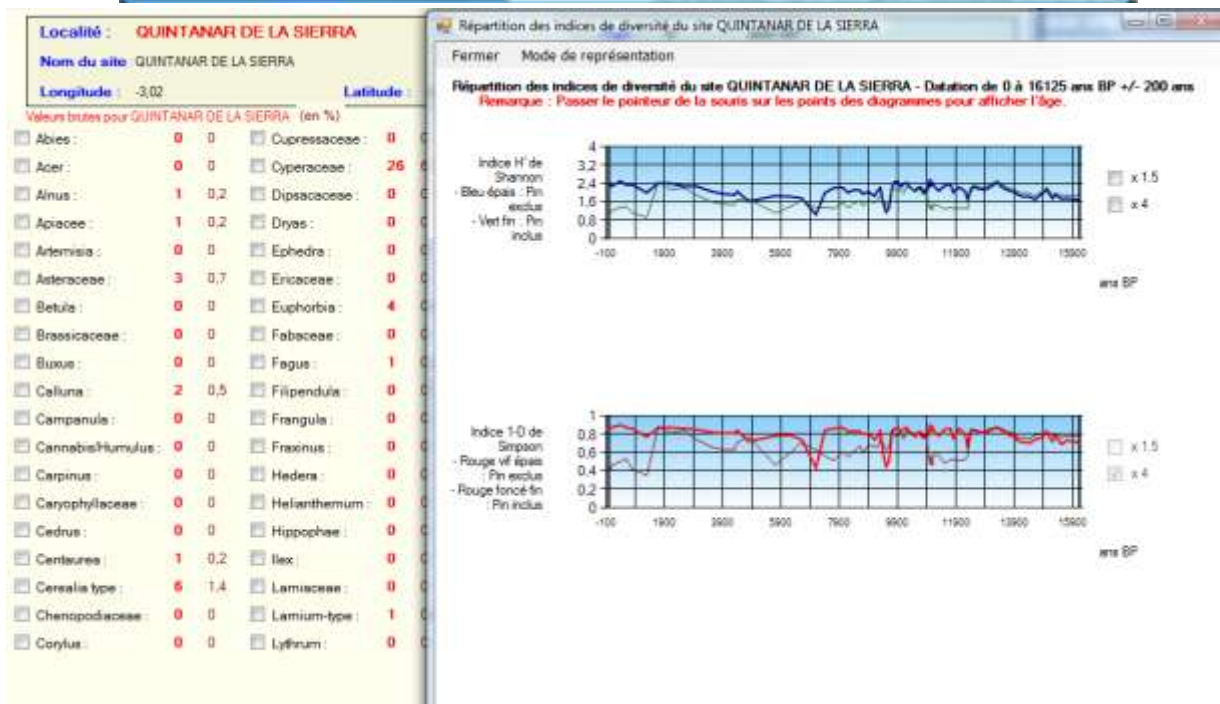 Localité : QUINTANAR DE LA SIERRA
Nom du site QUINTANAR DE LA SIERRA
Longitude : -3,02 Latitude :
Valeurs brutes pour QUINTANAR DE LA SIERRA (en %)
Abies : 0 0 Cupressaceae : 0
Acer : 0 0 Cyperaceae : 26
Alnus : 1 0,2 Dipsacaceae : 0
Apiacee : 1 0,2 Dryas : 0
Artemisia : 0 0 Ephedra : 0
Asteraceae : 3 0,7 Ericaceae : 0
Betula : 0 0 Euphorbia : 4
Brassicaceae : 0 0 Fabaceae : 0
Buxus : 0 0 Fagus : 1
Calluna : 2 0,5 Filipendula : 0
Campanula : 0 0 Frangula : 0
Cannabis/Humulus : 0 0 Fraxinus : 0
Carpinus : 0 0 Hedera : 0
Caryophyllaceae : 0 0 Helianthemum : 0
Cedrus : 0 0 Hippophae : 0
Centaurea : 1 0,2 Ilex : 0
Cerealia type : 6 1,4 Lamiaceae : 0
Chenopodiaceae : 0 0 Lamium-type : 1
Corylus : 0 0 Lythrum : 0
Répartition des indices de diversité du site QUINTANAR DE LA SIERRA
Fermer Mode de représentation
Répartition des indices de diversité du site QUINTANAR DE LA SIERRA - Datation de 0 à 16125 ans BP +/- 200 ans
Remarque : Passer le pointeur de la souris sur les points des diagrammes pour afficher l'âge.
Indice H' de
Shannon
- Bleu épais : Pin
exclus
- Vert fin : Pin
inclus
4
3.2
2.4
1.6
0.8
0
-100 1900 3900 5900 7900 9900 11900 13900 15900
ans BP
x 1.5
x 4
Indice 1-D de
Simpson
- Rouge vif épais
: Pin exclus
- Rouge foncé fin
: Pin inclus
1
0.8
0.6
0.4
0.2
0
-100 1900 3900 5900 7900 9900 11900 13900 15900
ans BP
x 1.5
x 4